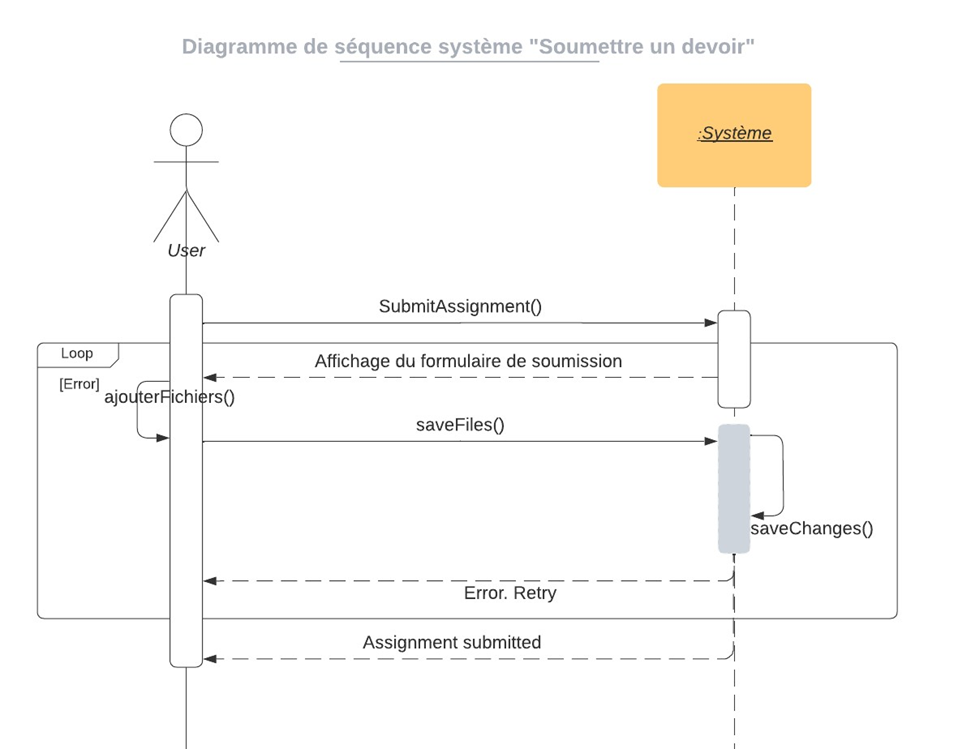 Diagramme de séquence système "Soumettre un devoir"
:Système
User
SubmitAssignment()
Loop
Affichage du formulaire de soumission
[Error]
ajouterFichiers()
saveFiles()
saveChanges()
Error. Retry
Assignment submitted